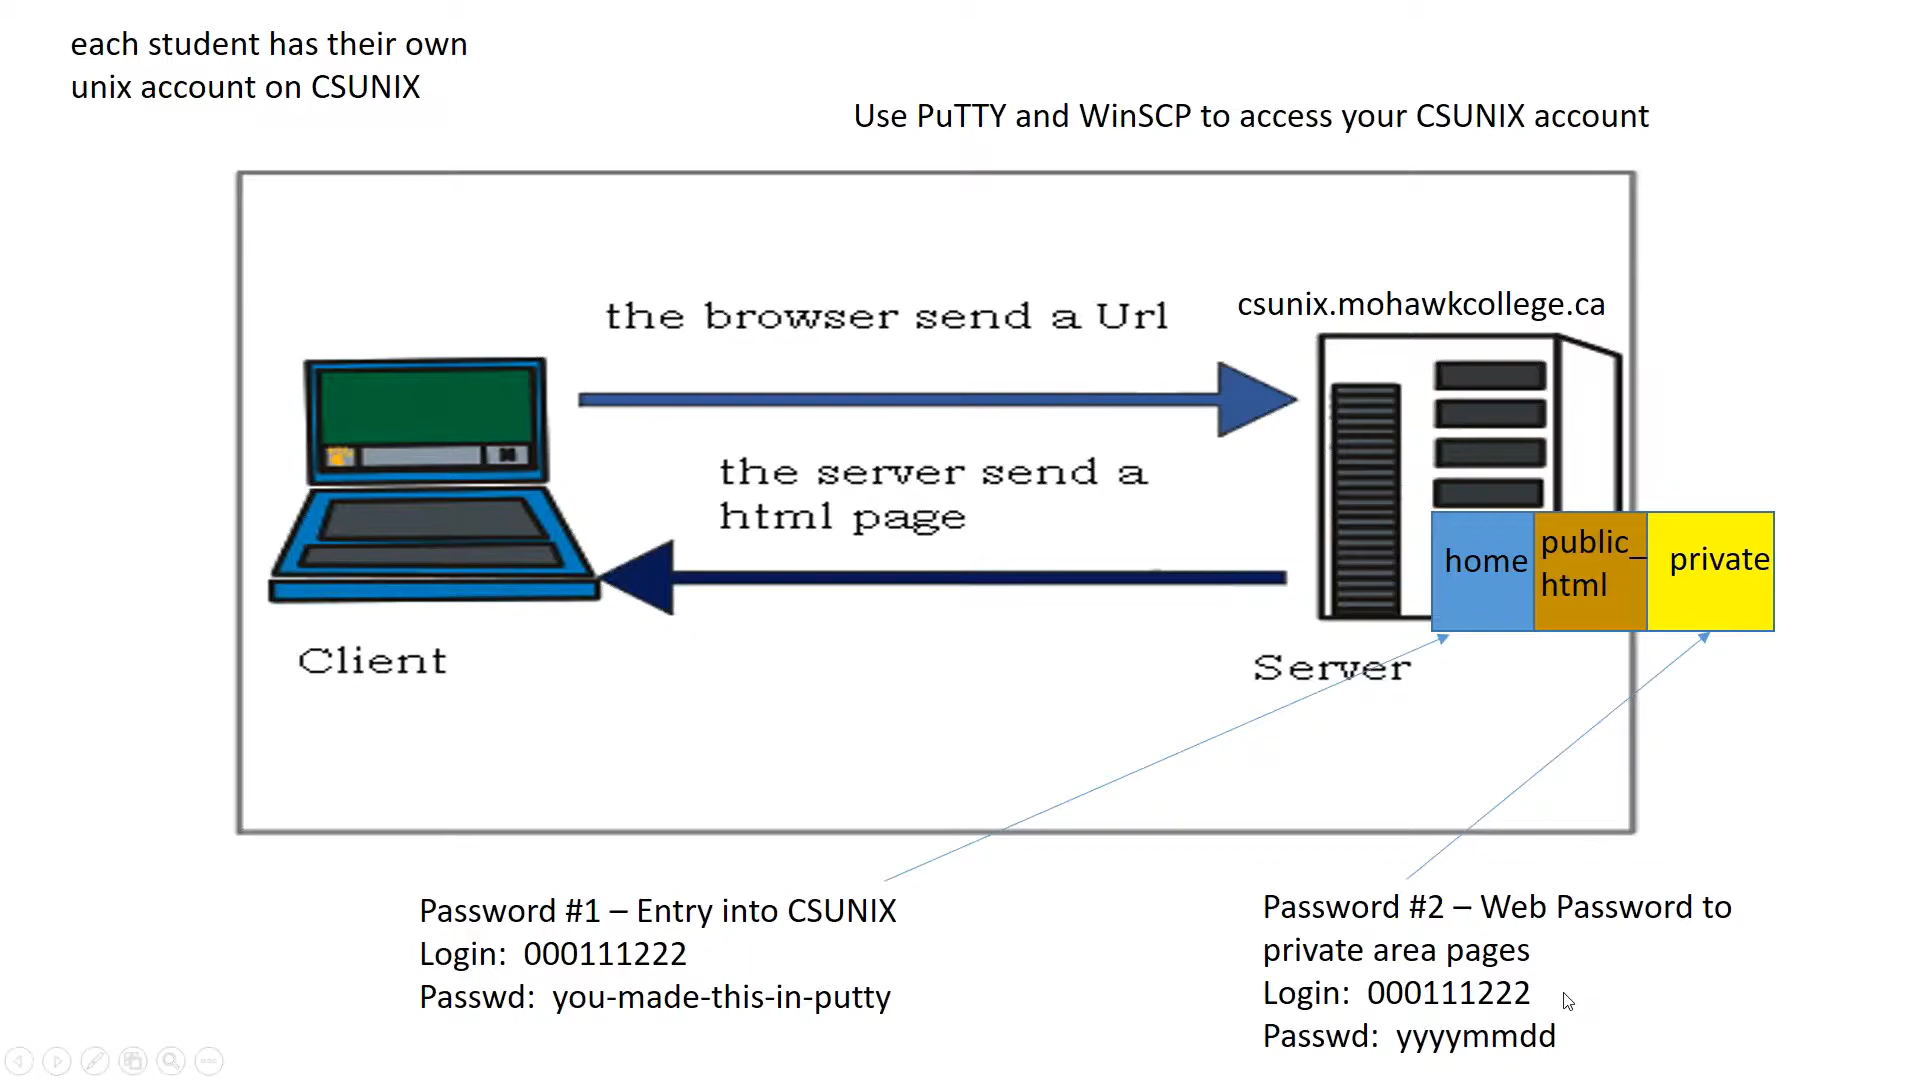 each student has their own
unix account on CSUNIX
Use PuTTY and WinSCP to access your CSUNIX account
the browser send a Url
csunix.mohawkcollege.ca
the server send a
html page
home
public_
html
private
Client
Server
Password #1 – Entry into CSUNIX
Login:  000111222
Passwd:  you-made-this-in-putty
Password #2 – Web Password to
private area pages
Login:  000111222
Passwd:  yyyymmdd